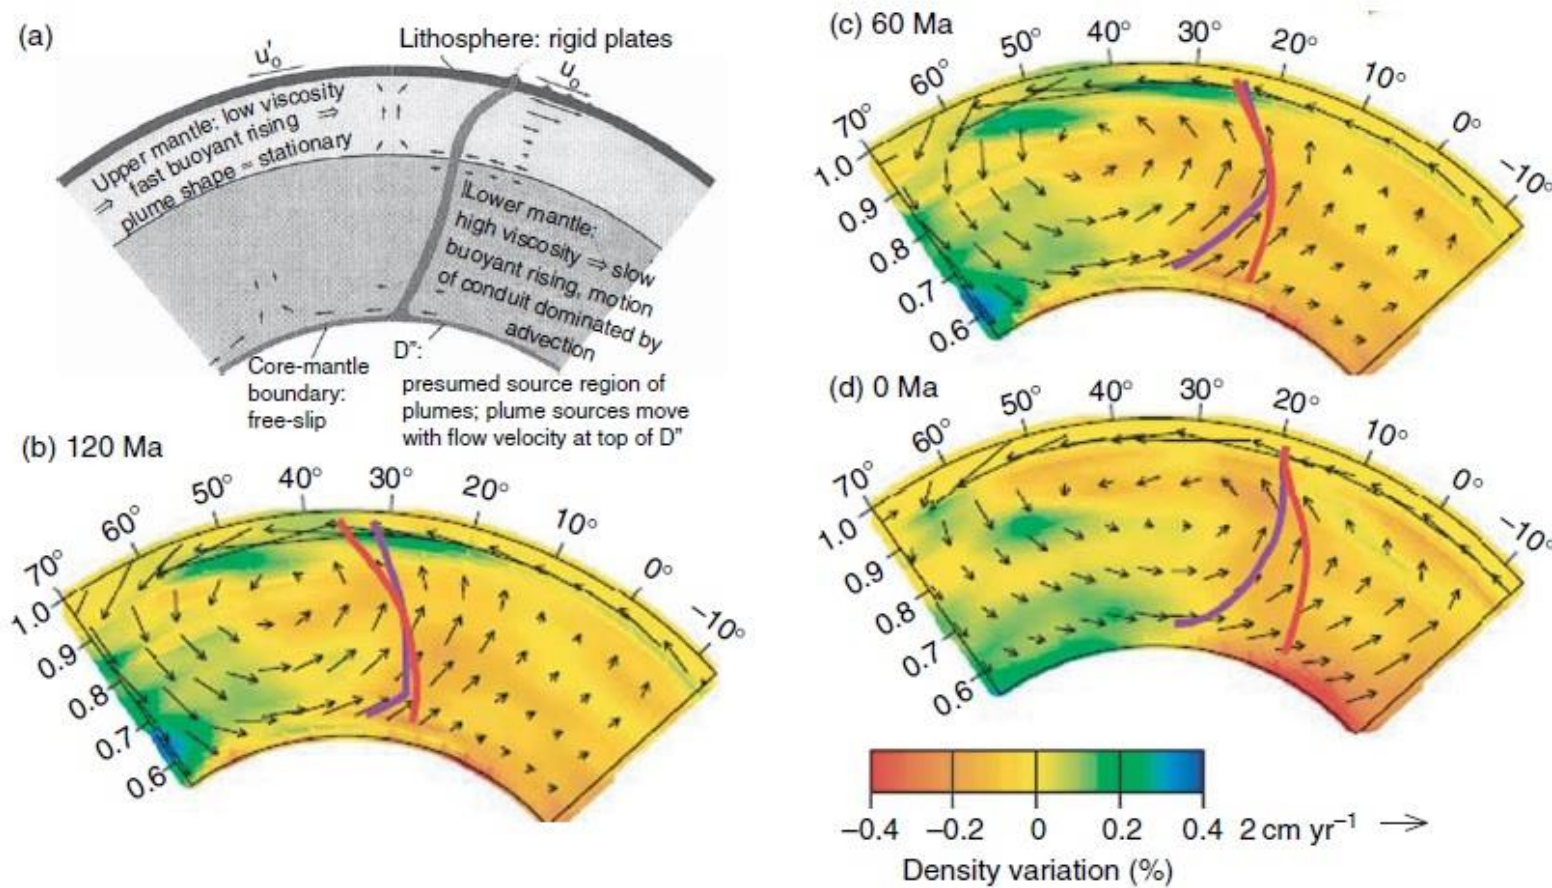 (a)
Lithosphere: rigid plates
u'o
uo
Upper mantle: low viscosity
⇒ fast buoyant rising ⇒
plume shape ≈ stationary
Lower mantle:
high viscosity ⇒ slow
buoyant rising, motion
of conduit dominated by
advection
Core-mantle
boundary:
free-slip
D":
presumed source region of
plumes; plume sources move
with flow velocity at top of D"
(b) 120 Ma
70° 60° 50° 40° 30° 20° 10° 0° –10°
1.0
0.9
0.8
0.7
0.6
(c) 60 Ma
70° 60° 50° 40° 30° 20° 10° 0° –10°
1.0
0.9
0.8
0.7
0.6
(d) 0 Ma
70° 60° 50° 40° 30° 20° 10° 0° –10°
1.0
0.9
0.8
0.7
0.6
–0.4 –0.2 0 0.2 0.4 2 cm yr⁻¹
Density variation (%)